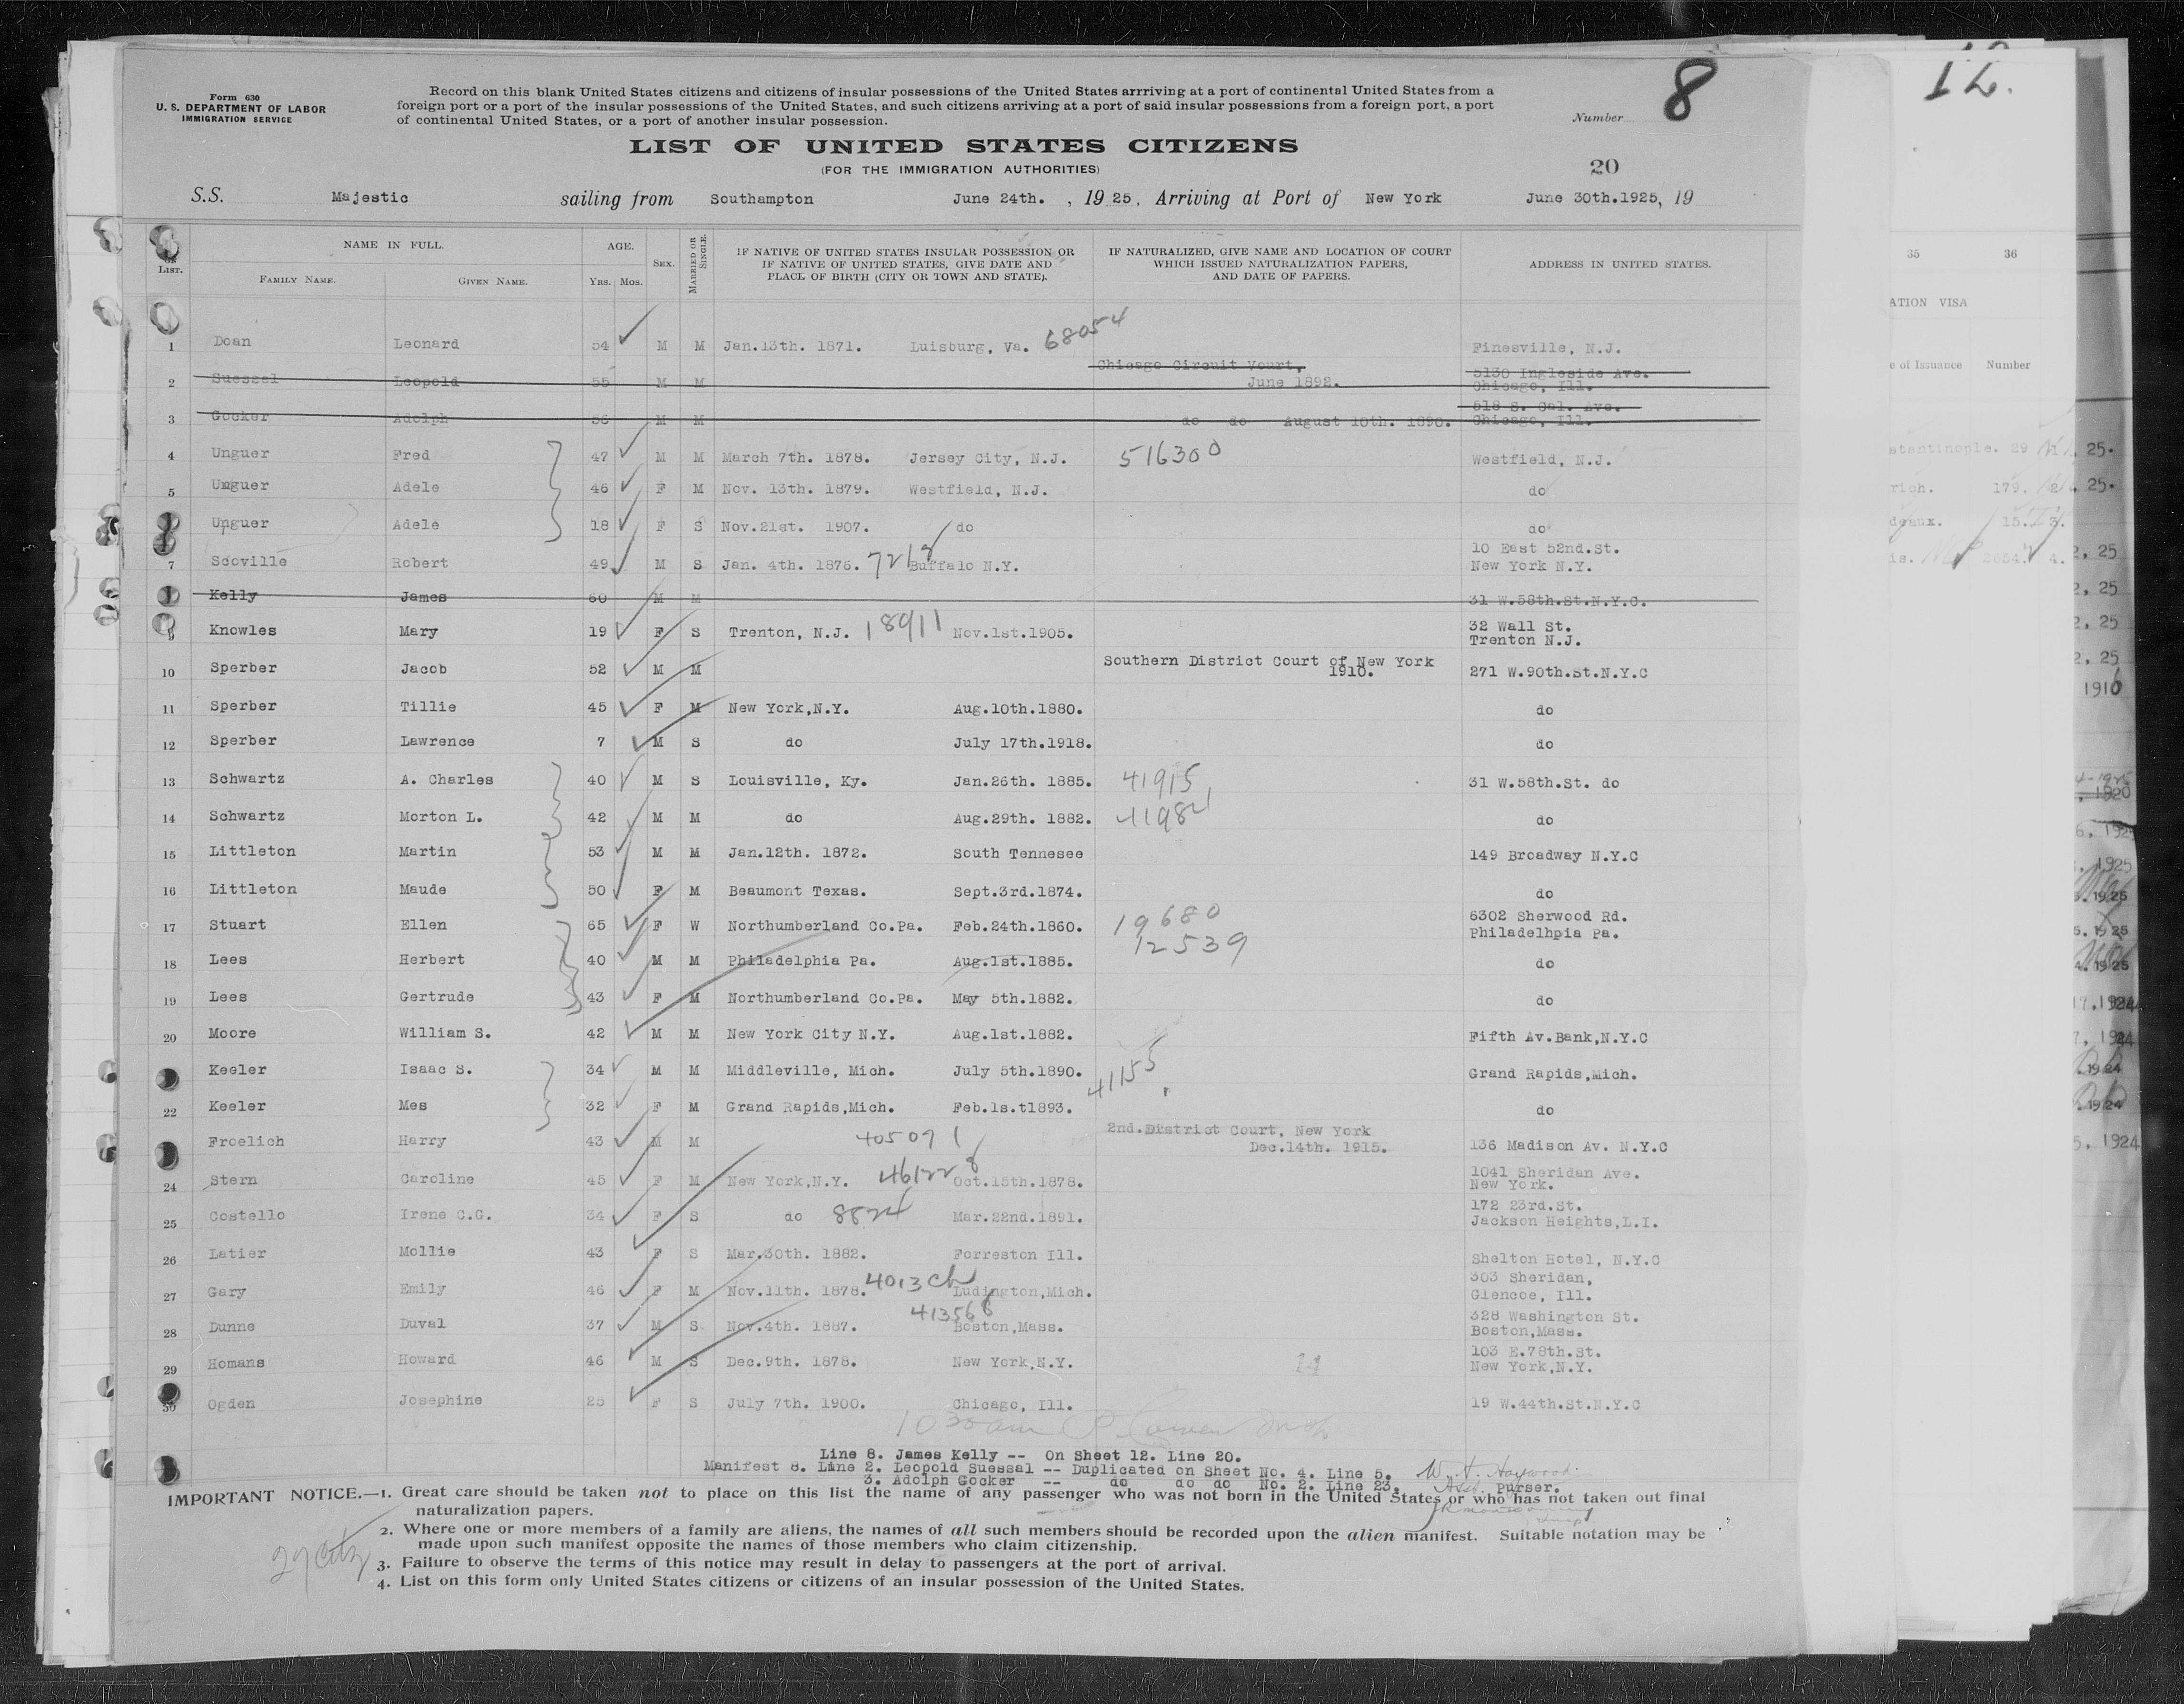 Form 630
U. S. DEPARTMENT OF LABOR
IMMIGRATION SERVICE
Record on this blank United States citizens and citizens of insular possessions of the United States arrriving at a port of continental United States from a
foreign port or a port of the insular possessions of the United States, and such citizens arriving at a port of said insular possessions from a foreign port, a port
of continental United States, or a port of another insular possession.
Number 8
12.
LIST OF UNITED STATES CITIZENS
(FOR THE IMMIGRATION AUTHORITIES)
20
S.S. Majestic sailing from Southampton June 24th. , 19 25, Arriving at Port of New York June 30th.1925, 19
LIST. NAME IN FULL. AGE. SEX. MARRIED OR SINGLE. IF NATIVE OF UNITED STATES INSULAR POSSESSION OR IF NATIVE OF UNITED STATES, GIVE DATE AND PLACE OF BIRTH (CITY OR TOWN AND STATE). IF NATURALIZED, GIVE NAME AND LOCATION OF COURT WHICH ISSUED NATURALIZATION PAPERS, AND DATE OF PAPERS. ADDRESS IN UNITED STATES.
FAMILY NAME. GIVEN NAME. YRS. MOS.
35 36
ATION VISA
e of Issuance Number
1 Doan Leonard 54 M M Jan.13th. 1871. Luisburg, Va. 68054 Finesville, N.J.
2 Suessal Leopold 55 M M Chicago Circuit Vourt, June 1892. 5130 Ingleside Ave. Chicago, Ill.
3 Gocker Adolph 56 M M do do August 10th. 1890. 518 S. Cal. Ave. Chicago, Ill.
4 Unguer Fred 47 M M March 7th. 1878. Jersey City, N.J. 516300 Westfield, N.J.
5 Unguer Adele 46 F M Nov. 13th. 1879. Westfield, N.J. do
Unguer Adele 18 F S Nov.21st. 1907. do do
7 Scoville Robert 49 M S Jan. 4th. 1876. 7218 Buffalo N.Y. 10 East 52nd.St. New York N.Y.
Kelly James 60 M M 31 W.58th.St.N.Y.C.
9 Knowles Mary 19 F S Trenton, N.J. 18911 Nov.1st.1905. 32 Wall St. Trenton N.J.
10 Sperber Jacob 52 M M Southern District Court of New York 1910. 271 W.90th.St.N.Y.C
11 Sperber Tillie 45 F M New York,N.Y. Aug.10th.1880. do
12 Sperber Lawrence 7 M S do July 17th.1918. do
13 Schwartz A. Charles 40 M S Louisville, Ky. Jan.26th. 1885. 41915 31 W.58th.St. do
14 Schwartz Morton L. 42 M M do Aug.29th. 1882. 41982 do
15 Littleton Martin 53 M M Jan.12th. 1872. South Tennesee 149 Broadway N.Y.C
16 Littleton Maude 50 F M Beaumont Texas. Sept.3rd.1874. do
17 Stuart Ellen 65 F W Northumberland Co.Pa. Feb.24th.1860. 19680 6302 Sherwood Rd. Philadelhpia Pa.
12539
18 Lees Herbert 40 M M Philadelphia Pa. Aug.1st.1885. do
19 Lees Gertrude 43 F M Northumberland Co.Pa. May 5th.1882. do
20 Moore William S. 42 M M New York City N.Y. Aug.1st.1882. Fifth Av.Bank,N.Y.C
Keeler Isaac S. 34 M M Middleville, Mich. July 5th.1890. 41155 Grand Rapids,Mich.
22 Keeler Mes 32 F M Grand Rapids,Mich. Feb.1s.t1893. do
Froelich Harry 43 M M 405091 2nd.District Court, New York Dec.14th. 1915. 136 Madison Av. N.Y.C
24 Stern Caroline 45 F M New York,N.Y. 461228 Oct.15th.1878. 1041 Sheridan Ave. New York.
25 Costello Irene C.G. 34 F S do 8824 Mar.22nd.1891. 172 23rd.St. Jackson Heights,L.I.
26 Latier Mollie 43 F S Mar.30th. 1882. Forreston Ill. Shelton Hotel, N.Y.C
27 Gary Emily 46 F M Nov.11th. 1878. 4013 Ch Ludington,Mich. 303 Sheridan, Glencoe, Ill.
28 Dunne Duval 37 M S Nov.4th. 1887. 413568 Boston,Mass. 328 Washington St. Boston,Mass.
29 Homans Howard 46 M S Dec.9th. 1878. New York,N.Y. 103 E.78th.St. New York,N.Y.
30 Ogden Josephine 25 F S July 7th. 1900. Chicago, Ill. 19 W.44th.St.N.Y.C
Line 8. James Kelly -- On Sheet 12. Line 20.
Manifest 8. Line 2. Leopold Suessal -- Duplicated on Sheet No. 4. Line 5.
3. Adolph Gocker -- do do do No. 2. Line 23. Asst. Purser.
IMPORTANT NOTICE.—1. Great care should be taken not to place on this list the name of any passenger who was not born in the United States or who has not taken out final
naturalization papers.
2. Where one or more members of a family are aliens, the names of all such members should be recorded upon the alien manifest. Suitable notation may be
made upon such manifest opposite the names of those members who claim citizenship.
3. Failure to observe the terms of this notice may result in delay to passengers at the port of arrival.
4. List on this form only United States citizens or citizens of an insular possession of the United States.